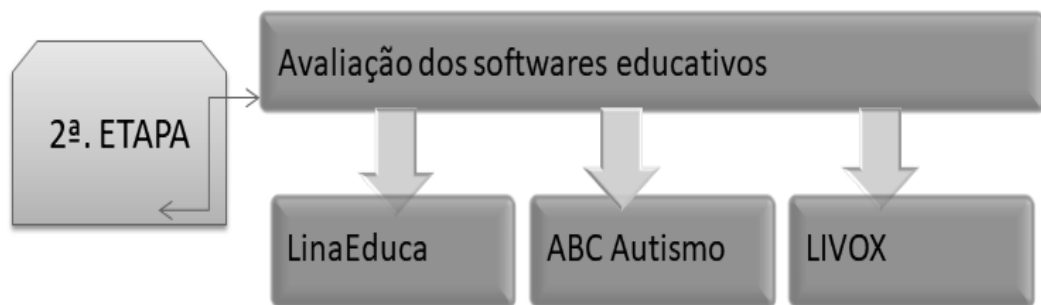 Avaliação dos softwares educativos
2ª. ETAPA
LinaEduca
ABC Autismo
LIVOX